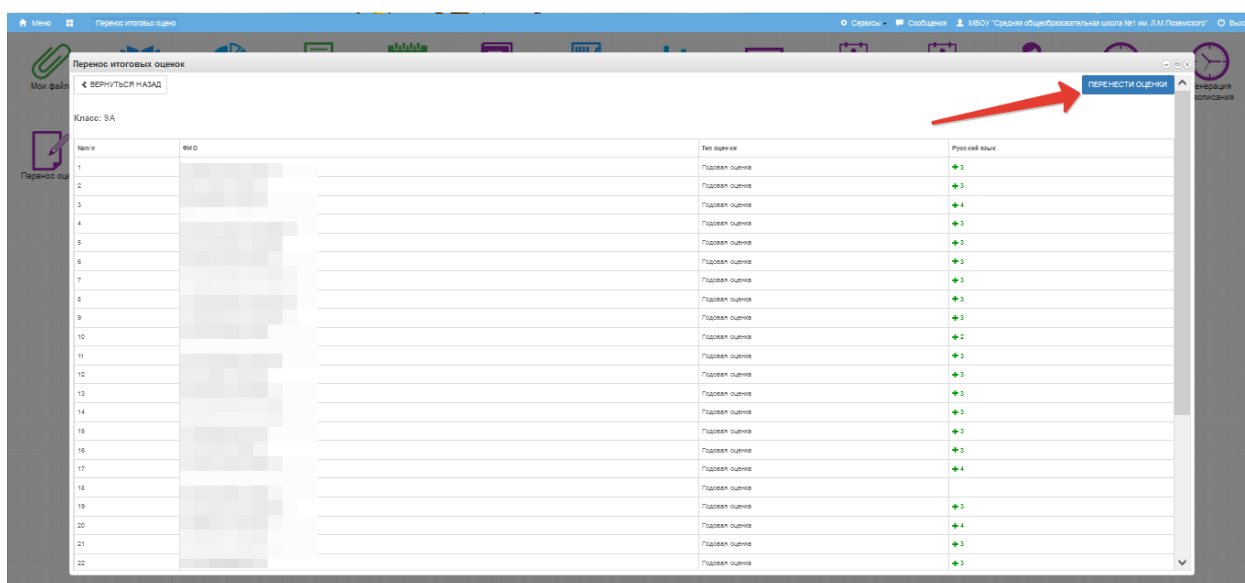 Меню Перенос итоговых оцено Сервисы Сообщения МБОУ "Средняя общеобразовательная школа №1 им. Л.М.Поземского" Вых
Перенос итоговых оценок
Мои файл
ВЕРНУТЬСЯ НАЗАД
ПЕРЕНЕСТИ ОЦЕНКИ
енерация
асписания
Класс: 9А
№п/п ФИО Тип оценки Русский язык
1 Годовая оценка 3
Перенос оце
2 Годовая оценка 3
3 Годовая оценка 4
4 Годовая оценка 3
5 Годовая оценка 3
6 Годовая оценка 3
7 Годовая оценка 3
8 Годовая оценка 3
9 Годовая оценка 3
10 Годовая оценка 2
11 Годовая оценка 3
12 Годовая оценка 3
13 Годовая оценка 3
14 Годовая оценка 3
15 Годовая оценка 3
16 Годовая оценка 3
17 Годовая оценка 4
18 Годовая оценка
19 Годовая оценка 3
20 Годовая оценка 4
21 Годовая оценка 3
22 Годовая оценка 3